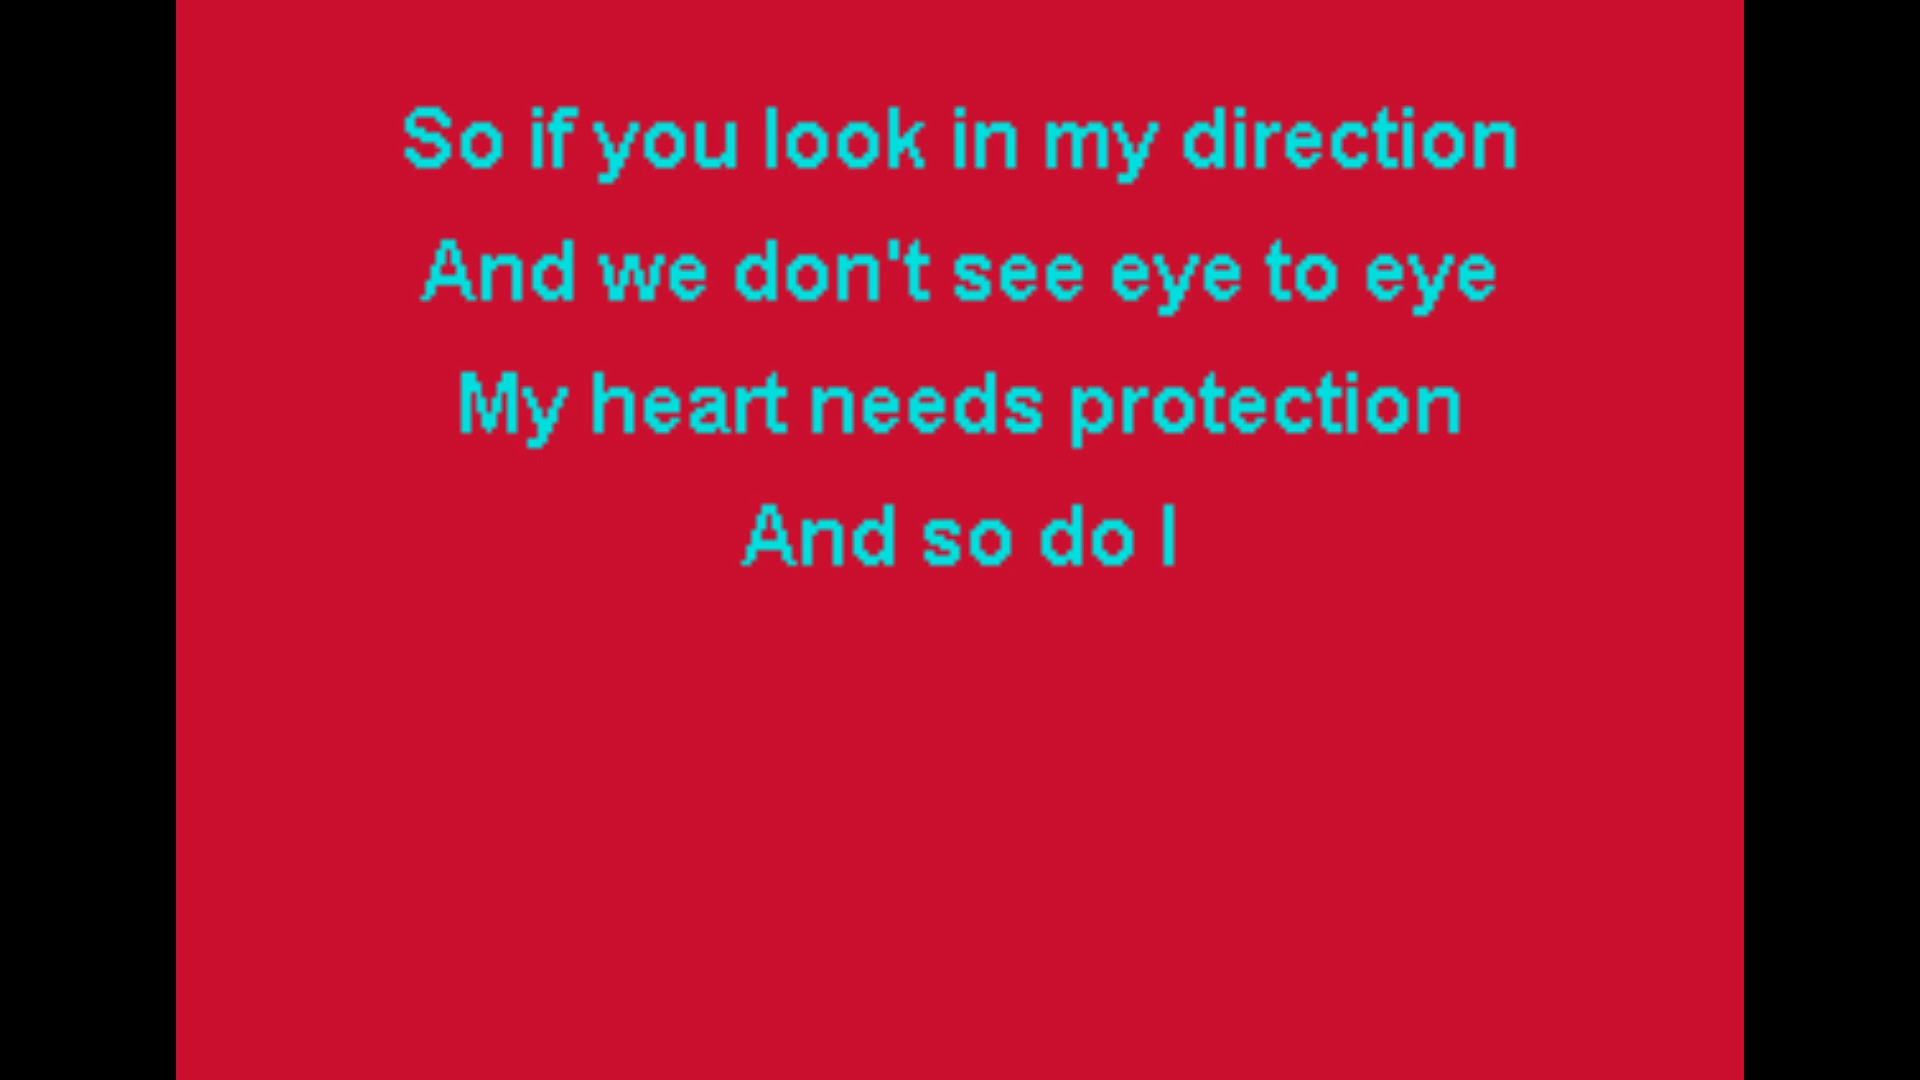 So if you look in my direction
And we don't see eye to eye
My heart needs protection
And so do I